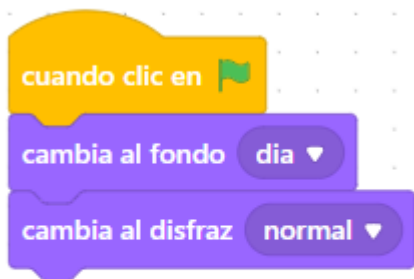 cuando clic en
cambia al fondo dia
cambia al disfraz normal